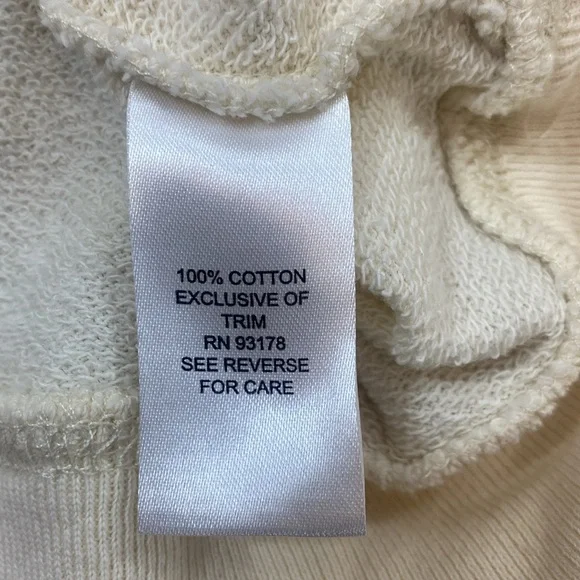 100% COTTON
EXCLUSIVE OF
TRIM
RN 93178
SEE REVERSE
FOR CARE